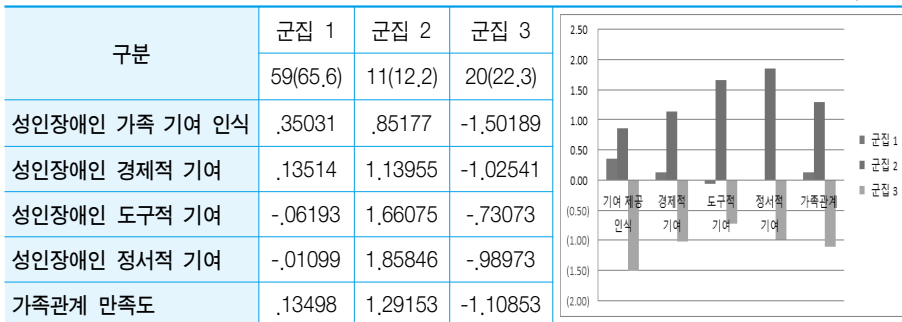 구분 군집 1 군집 2 군집 3
59(65.6) 11(12.2) 20(22.3)
성인장애인 가족 기여 인식 .35031 .85177 -1.50189
성인장애인 경제적 기여 .13514 1.13955 -1.02541
성인장애인 도구적 기여 -.06193 1.66075 -.73073
성인장애인 정서적 기여 -.01099 1.85846 -.98973
가족관계 만족도 .13498 1.29153 -1.10853
2.50
2.00
1.50
1.00
0.50
0.00
(0.50)
(1.00)
(1.50)
(2.00)
기여 제공 경제적 도구적 정서적 가족관계
인식 기여 기여 기여
군집 1
군집 2
군집 3